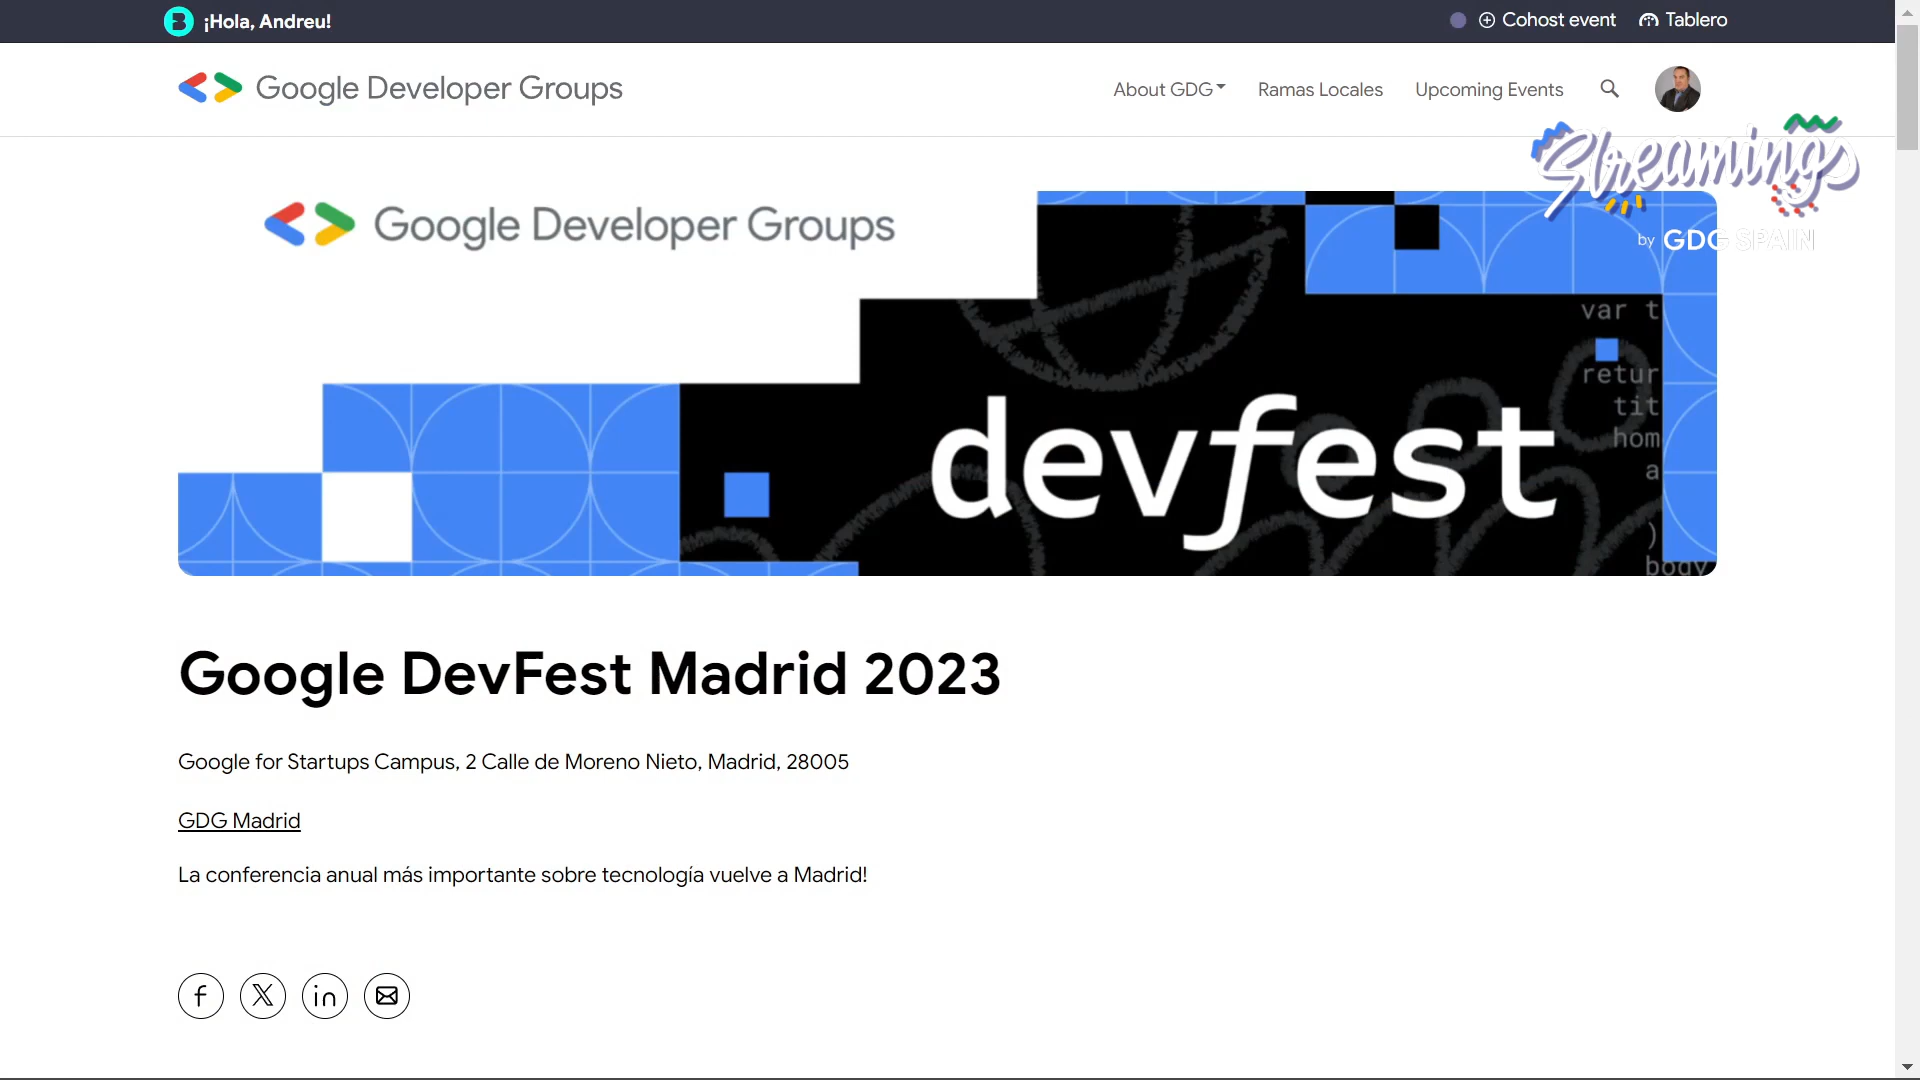 ¡Hola, Andreu!
Cohost event
Tablero
Google Developer Groups
About GDG
Ramas Locales
Upcoming Events
Streamings
by GDG SPAIN
Google Developer Groups
var t
retur
tit
hom
a
)
body
devfest
Google DevFest Madrid 2023
Google for Startups Campus, 2 Calle de Moreno Nieto, Madrid, 28005
GDG Madrid
La conferencia anual más importante sobre tecnología vuelve a Madrid!